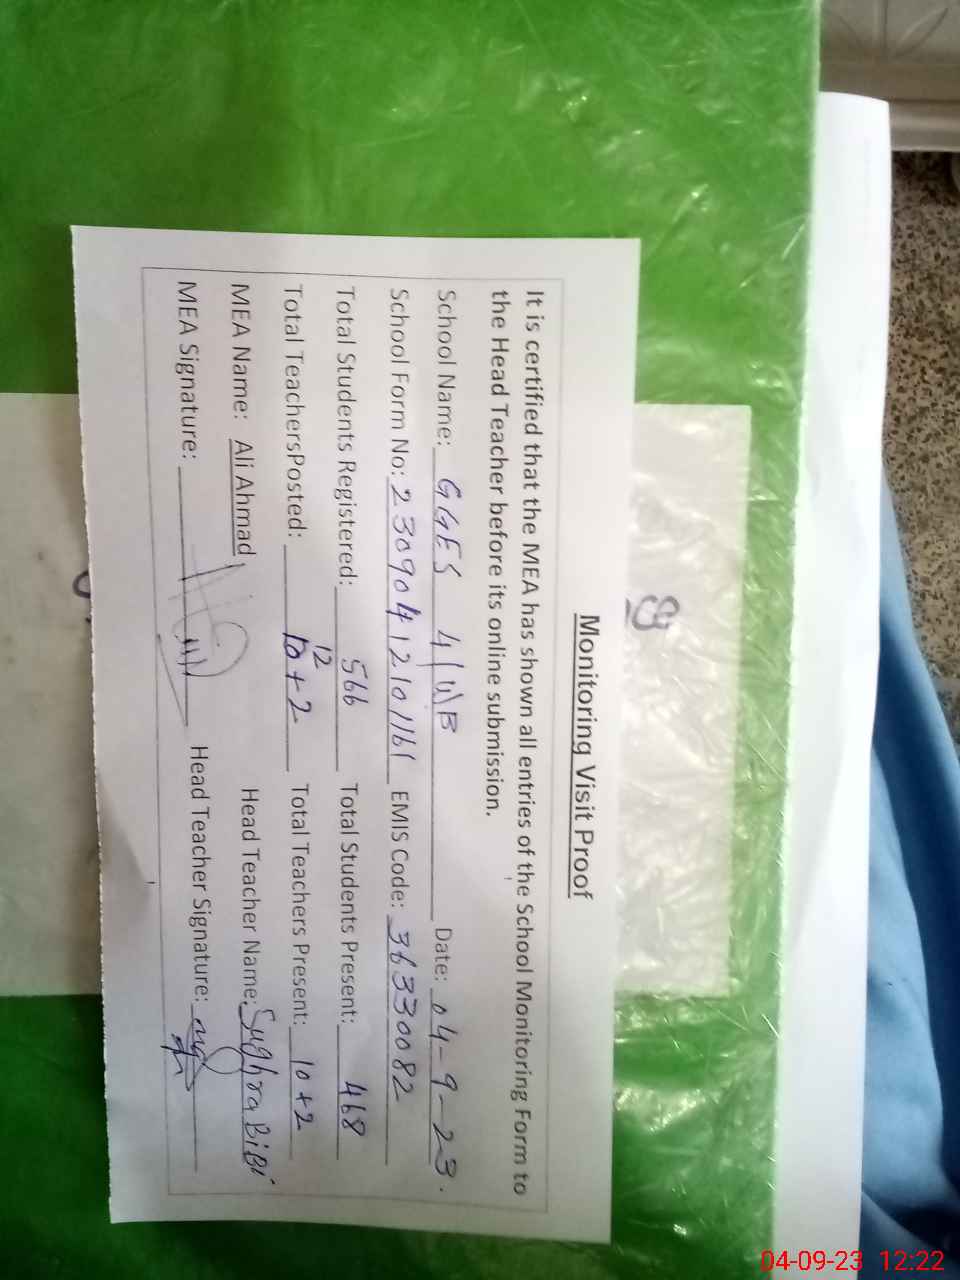 Monitoring Visit Proof
It is certified that the MEA has shown all entries of the School Monitoring Form to
the Head Teacher before its online submission.
School Name: GGES 4/11/B Date: 04-9-23.
School Form No: 23090412101161 EMIS Code: 36330082
Total Students Registered: 566 Total Students Present: 468
12
Total TeachersPosted: 10+2 Total Teachers Present: 10+2
MEA Name: Ali Ahmad Head Teacher Name: Sughra BiBi
MEA Signature: Head Teacher Signature:
8
04-09-23 12:22